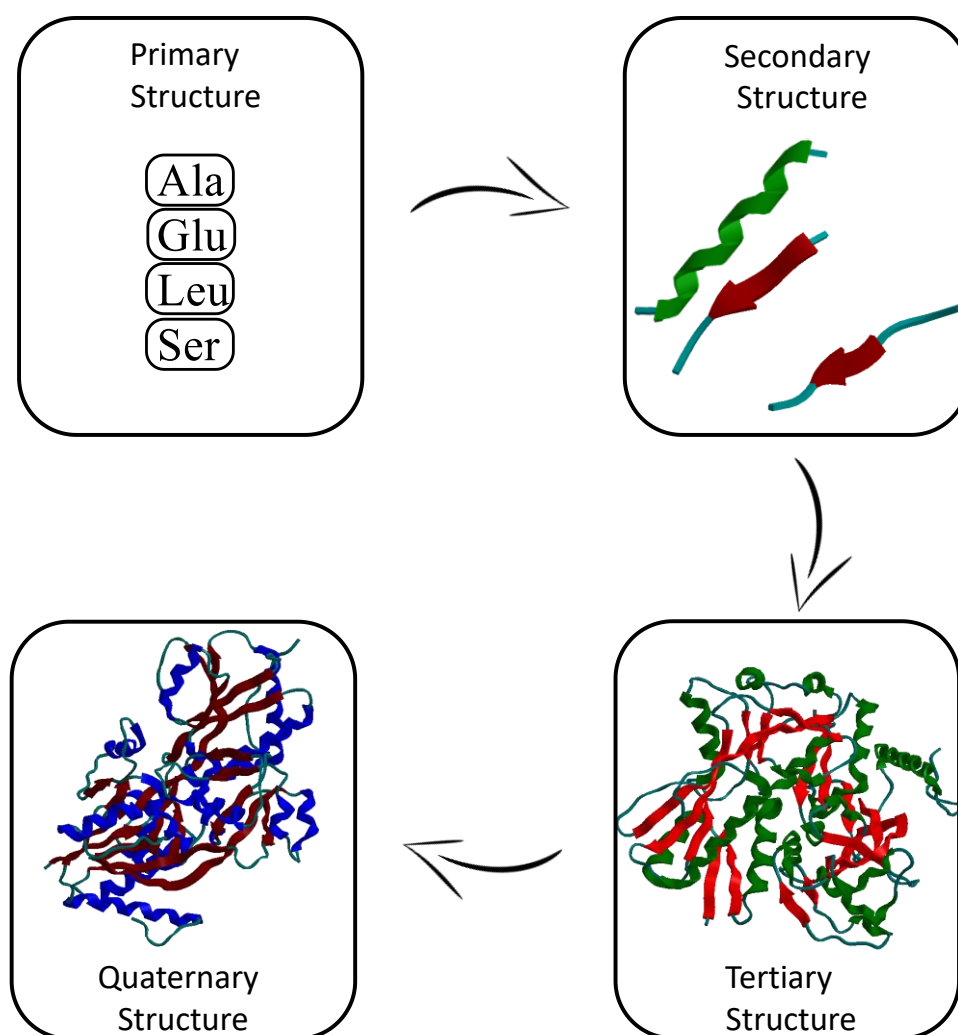 Primary
Structure
Ala
Glu
Leu
Ser
Secondary
Structure
Tertiary
Structure
Quaternary
Structure